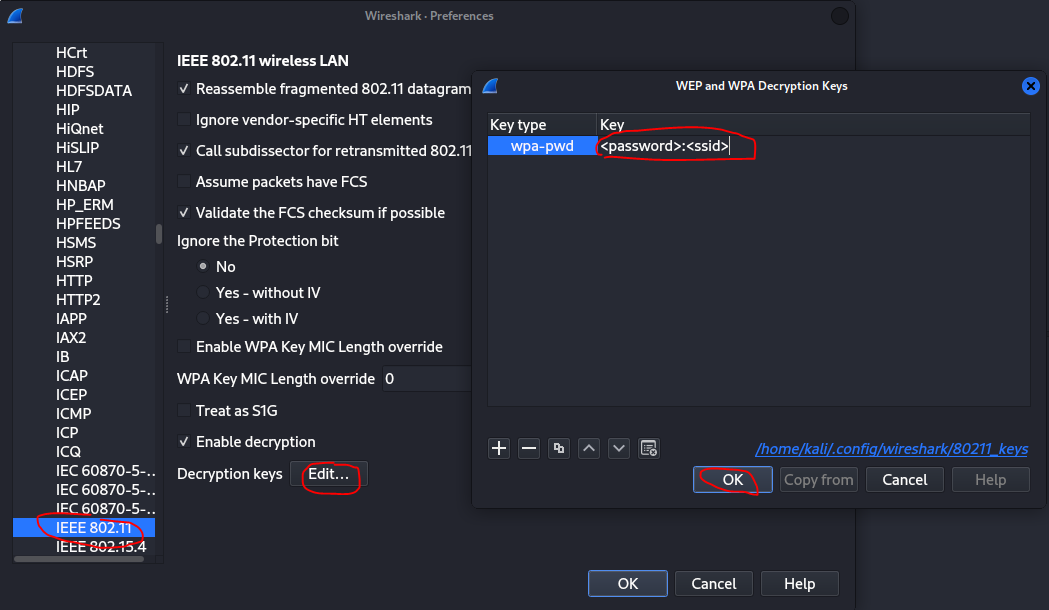 Wireshark · Preferences
HCrt
HDFS
HDFSDATA
HIP
HiQnet
HiSLIP
HL7
HNBAP
HP_ERM
HPFEEDS
HSMS
HSRP
HTTP
HTTP2
IAPP
IAX2
IB
ICAP
ICEP
ICMP
ICP
ICQ
IEC 60870-5-..
IEC 60870-5-..
IEC 60870-5-..
IEEE 802.11
IEEE 802.15.4
IEEE 802.11 wireless LAN
Reassemble fragmented 802.11 datagram
Ignore vendor-specific HT elements
Call subdissector for retransmitted 802.11
Assume packets have FCS
Validate the FCS checksum if possible
Ignore the Protection bit
No
Yes - without IV
Yes - with IV
Enable WPA Key MIC Length override
WPA Key MIC Length override 0
Treat as S1G
Enable decryption
Decryption keys Edit...
OK Cancel Help
WEP and WPA Decryption Keys
Key type Key
wpa-pwd <password>:<ssid>
/home/kali/.config/wireshark/80211_keys
OK Copy from Cancel Help